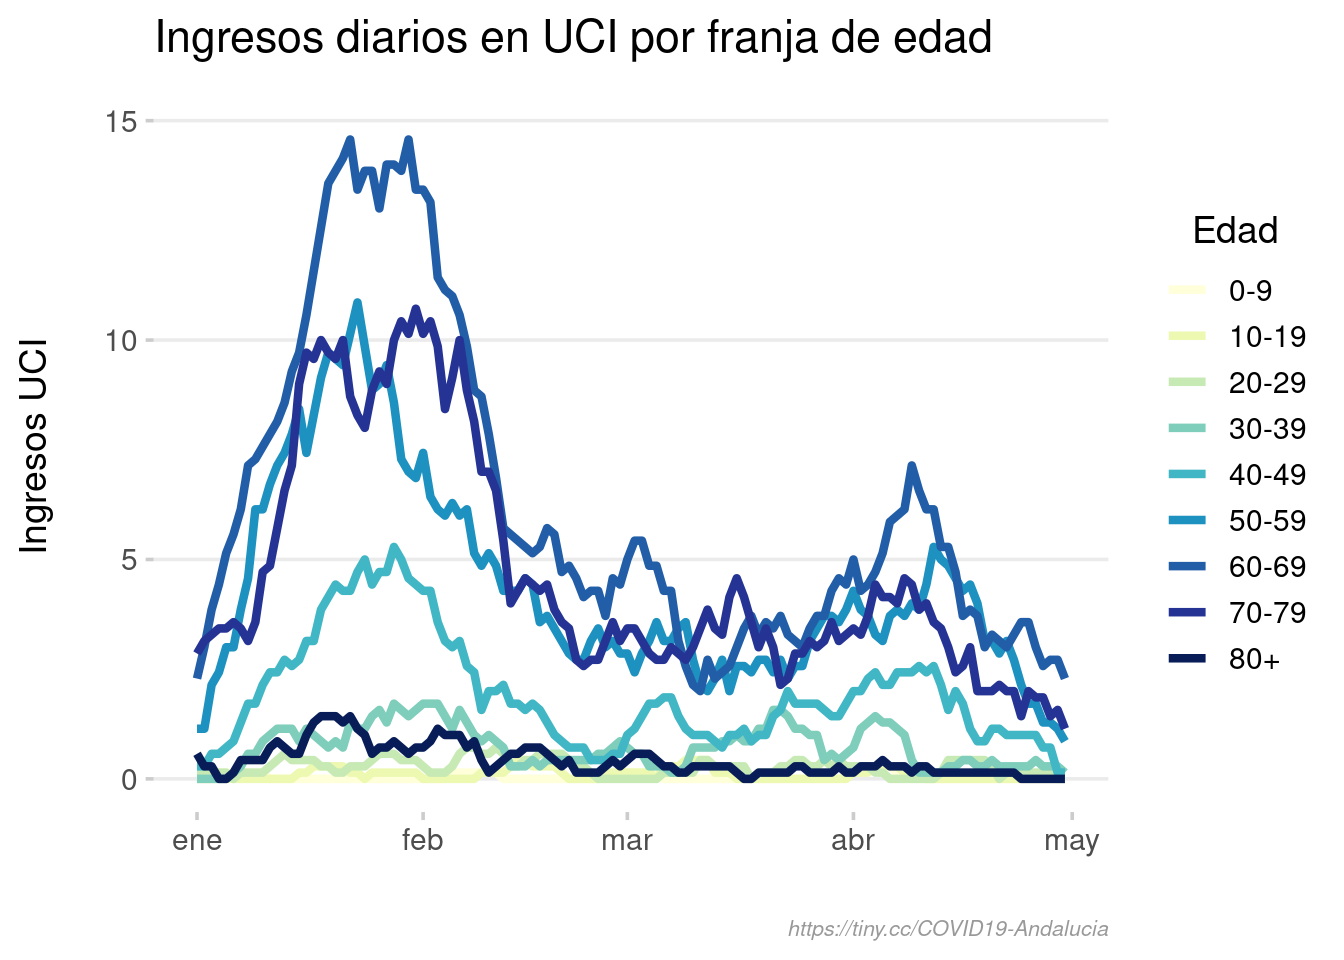 Ingresos diarios en UCI por franja de edad
Ingresos UCI
15
10
5
0
ene
feb
mar
abr
may
Edad
0-9
10-19
20-29
30-39
40-49
50-59
60-69
70-79
80+
https://tiny.cc/COVID19-Andalucia